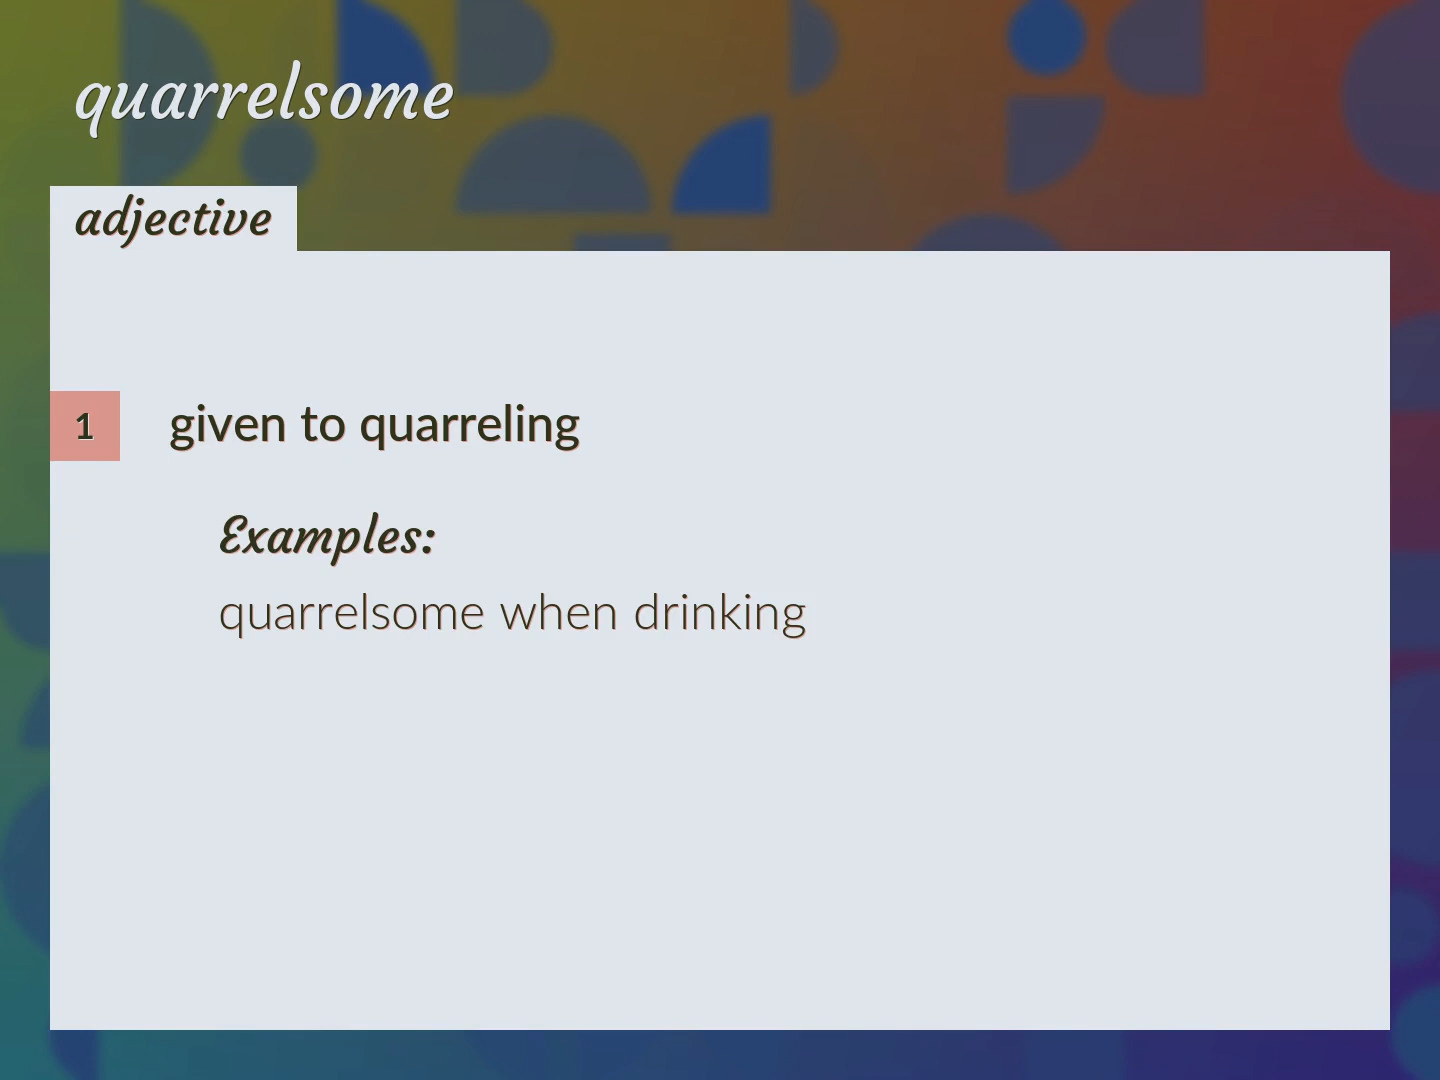 quarrelsome
adjective
1 given to quarreling
Examples:
quarrelsome when drinking